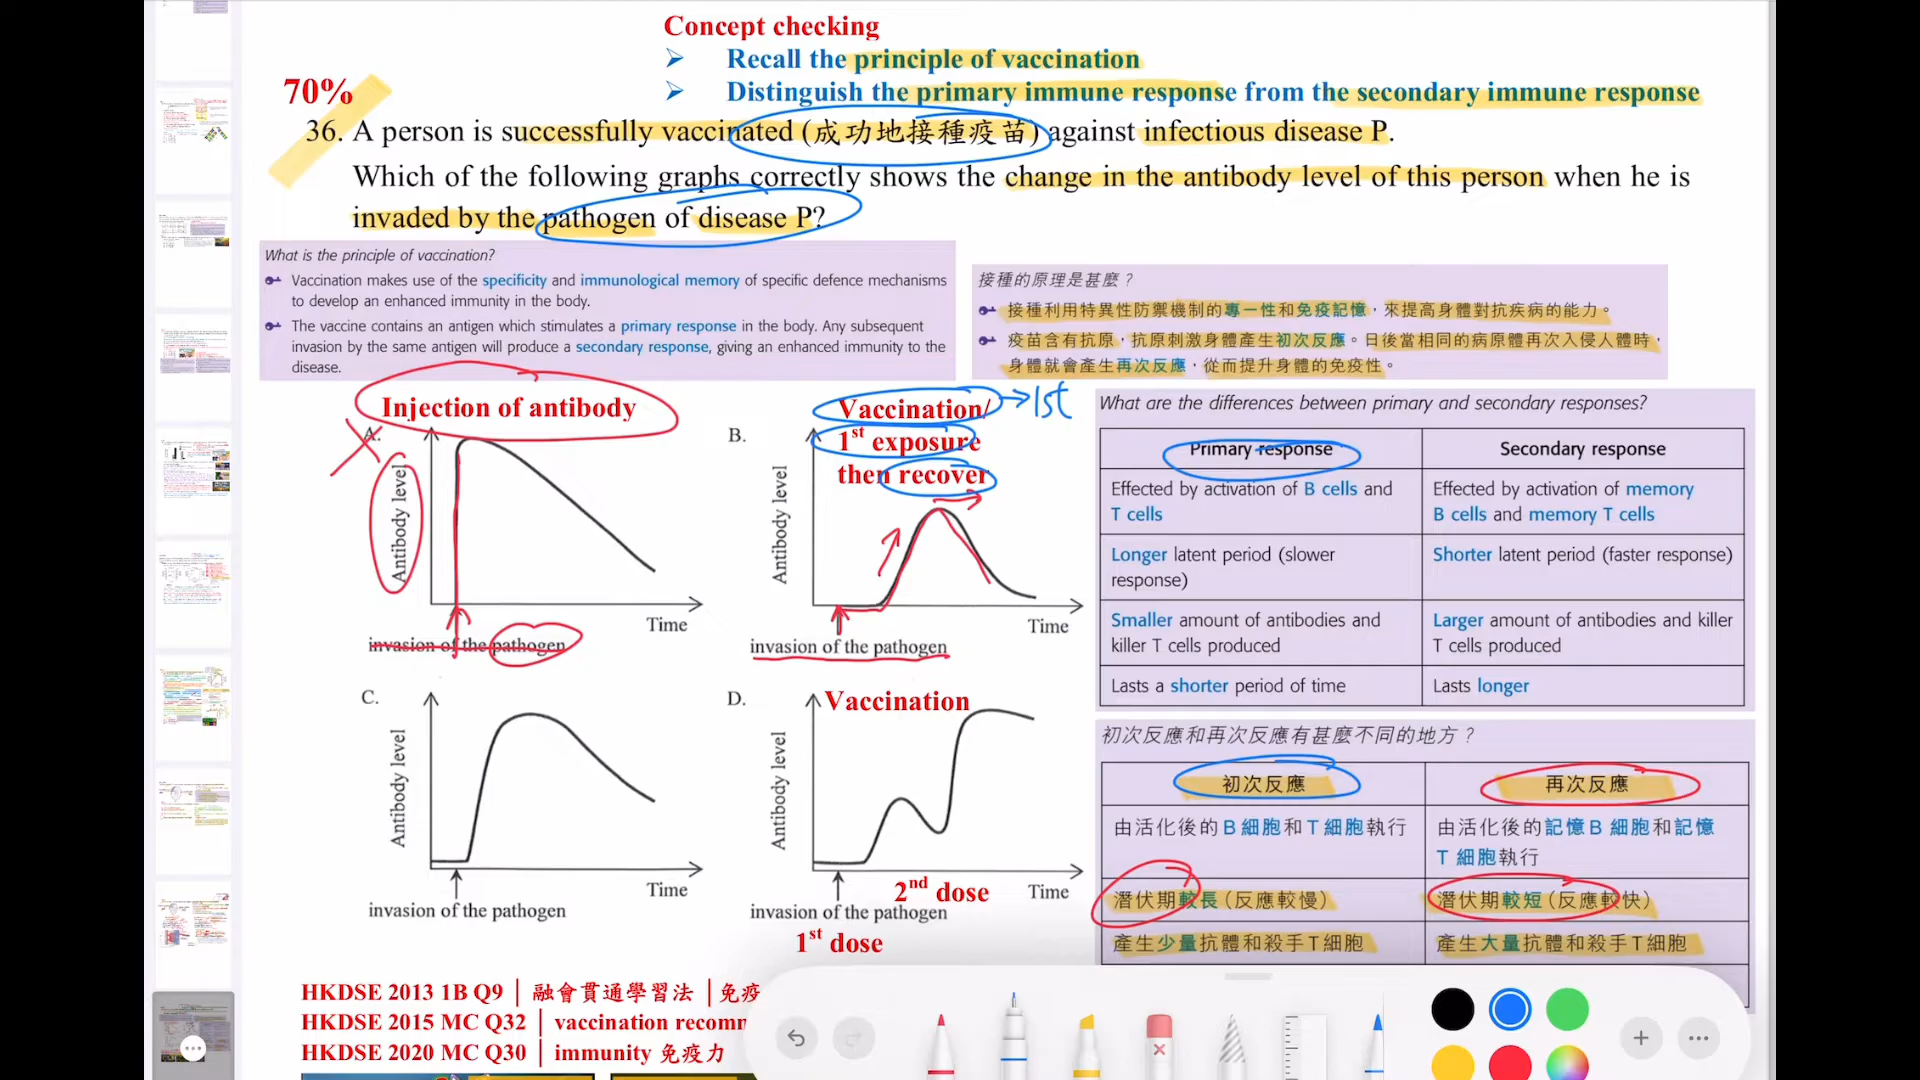 Concept checking
➢ Recall the principle of vaccination
➢ Distinguish the primary immune response from the secondary immune response
70%
36. A person is successfully vaccinated (成功地接種疫苗) against infectious disease P.
Which of the following graphs correctly shows the change in the antibody level of this person when he is
invaded by the pathogen of disease P?
What is the principle of vaccination?
Vaccination makes use of the specificity and immunological memory of specific defence mechanisms
to develop an enhanced immunity in the body.
The vaccine contains an antigen which stimulates a primary response in the body. Any subsequent
invasion by the same antigen will produce a secondary response, giving an enhanced immunity to the
disease.
接種的原理是甚麼？
接種利用特異性防禦機制的專一性和免疫記憶，來提高身體對抗疾病的能力。
疫苗含有抗原，抗原刺激身體產生初次反應。日後當相同的病原體再次入侵人體時，
身體就會產生再次反應，從而提升身體的免疫性。
Injection of antibody
A.
Antibody level
Time
invasion of the pathogen
B.
Vaccination/
1st exposure
then recover
1st
Antibody level
Time
invasion of the pathogen
C.
Antibody level
Time
invasion of the pathogen
D.
Vaccination
Antibody level
2nd dose
Time
invasion of the pathogen
1st dose
What are the differences between primary and secondary responses?
Primary response Secondary response
Effected by activation of B cells and
T cells
Effected by activation of memory
B cells and memory T cells
Longer latent period (slower
response)
Shorter latent period (faster response)
Smaller amount of antibodies and
killer T cells produced
Larger amount of antibodies and killer
T cells produced
Lasts a shorter period of time Lasts longer
初次反應和再次反應有甚麼不同的地方？
初次反應 再次反應
由活化後的B 細胞和T 細胞執行
由活化後的記憶B 細胞和記憶
T 細胞執行
潛伏期較長(反應較慢) 潛伏期較短(反應較快)
產生少量抗體和殺手T細胞 產生大量抗體和殺手T細胞
HKDSE 2013 1B Q9 | 融會貫通學習法 | 免疫
HKDSE 2015 MC Q32 | vaccination
HKDSE 2020 MC Q30 | immunity 免疫力